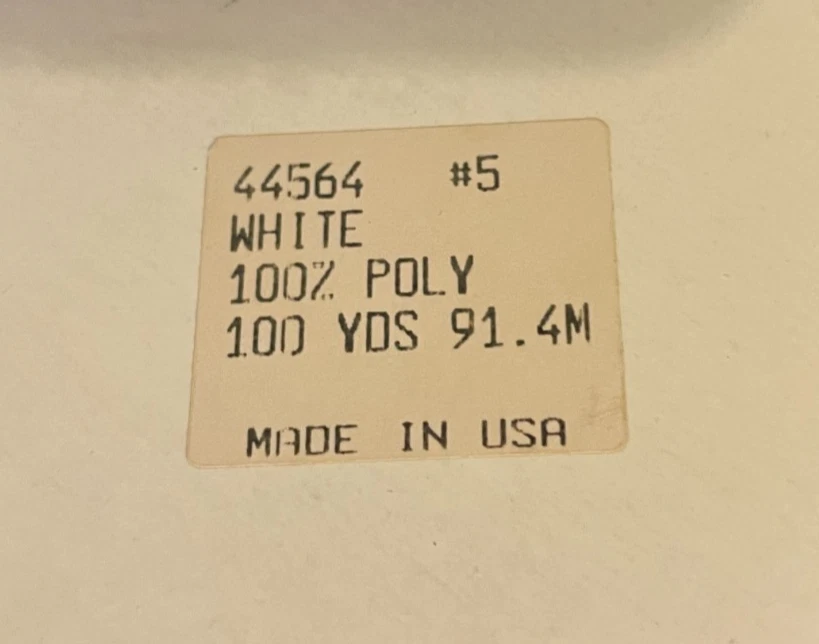 44564 #5
WHITE
100% POLY
100 YDS 91.4M
MADE IN USA